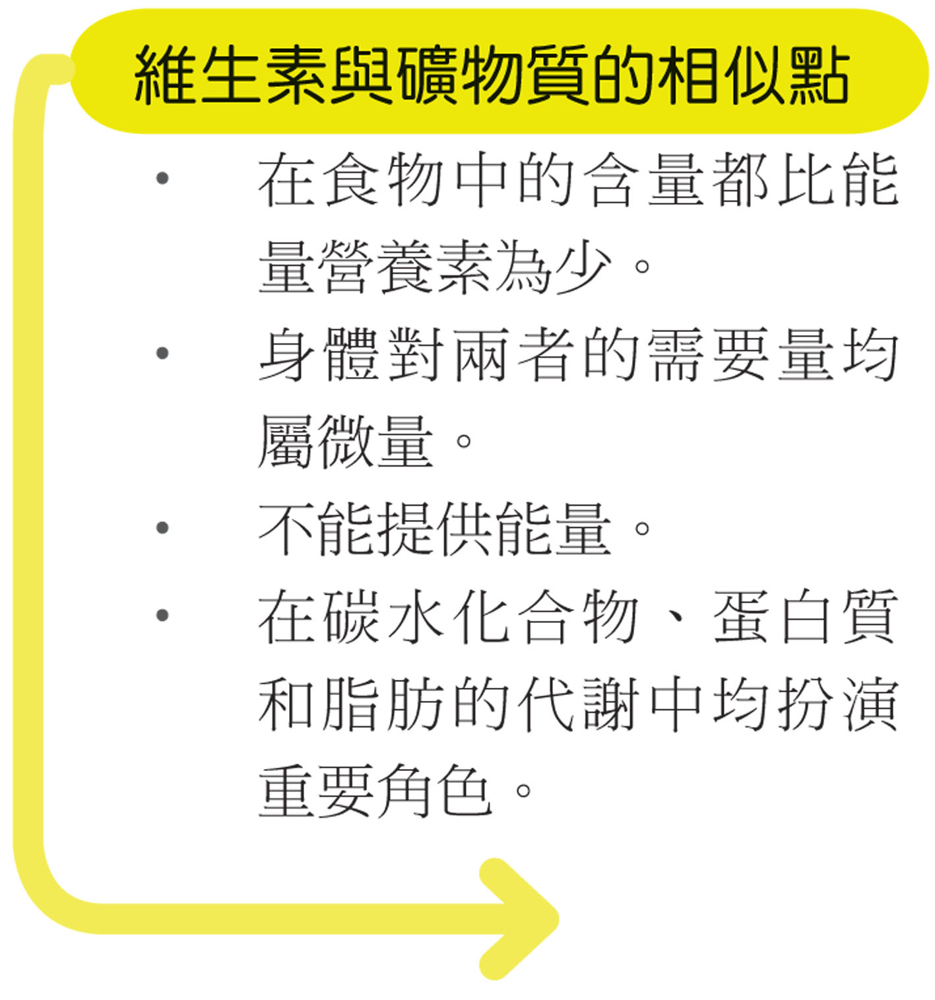 維生素與礦物質的相似點
• 在食物中的含量都比能
量營養素為少。
• 身體對兩者的需要量均
屬微量。
• 不能提供能量。
• 在碳水化合物、蛋白質
和脂肪的代謝中均扮演
重要角色。